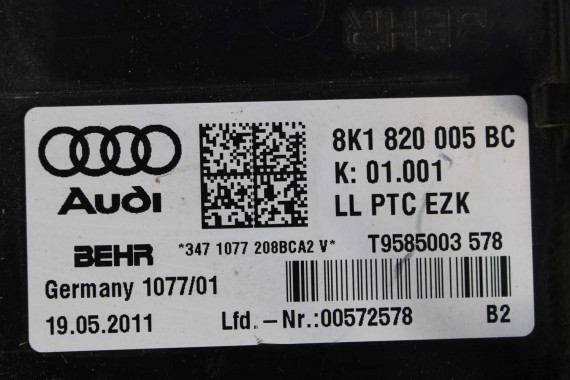 BEHR
8K1 820 005 BC
K: 01.001
Audi
LL PTC EZK
BEHR *347 1077 208BCA2 V* T9585003 578
Germany 1077/01
19.05.2011 Lfd.-Nr.:00572578 B2